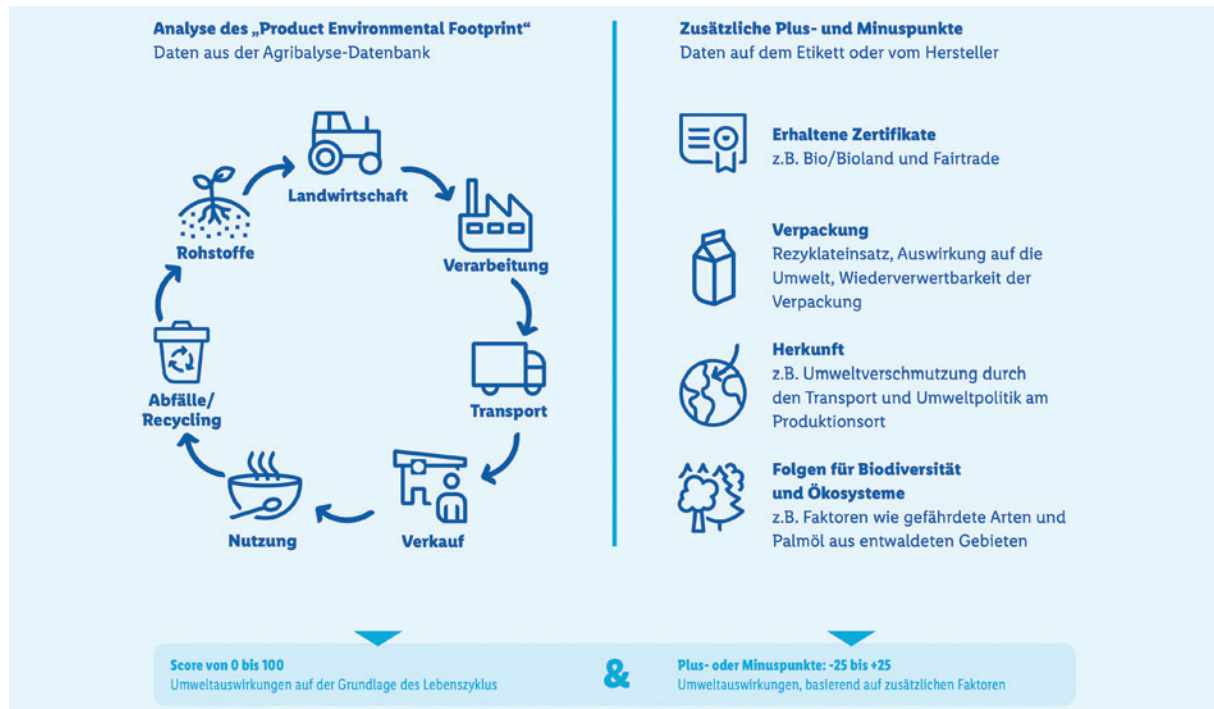 Analyse des „Product Environmental Footprint“
Daten aus der Agribalyse-Datenbank
Landwirtschaft
Verarbeitung
Transport
Verkauf
Nutzung
Abfälle/
Recycling
Rohstoffe
Zusätzliche Plus- und Minuspunkte
Daten auf dem Etikett oder vom Hersteller
Erhaltene Zertifikate
z.B. Bio/Bioland und Fairtrade
Verpackung
Rezyklateinsatz, Auswirkung auf die
Umwelt, Wiederverwertbarkeit der
Verpackung
Herkunft
z.B. Umweltverschmutzung durch
den Transport und Umweltpolitik am
Produktionsort
Folgen für Biodiversität
und Ökosysteme
z.B. Faktoren wie gefährdete Arten und
Palmöl aus entwaldeten Gebieten
Score von 0 bis 100
Umweltauswirkungen auf der Grundlage des Lebenszyklus
&
Plus- oder Minuspunkte: -25 bis +25
Umweltauswirkungen, basierend auf zusätzlichen Faktoren